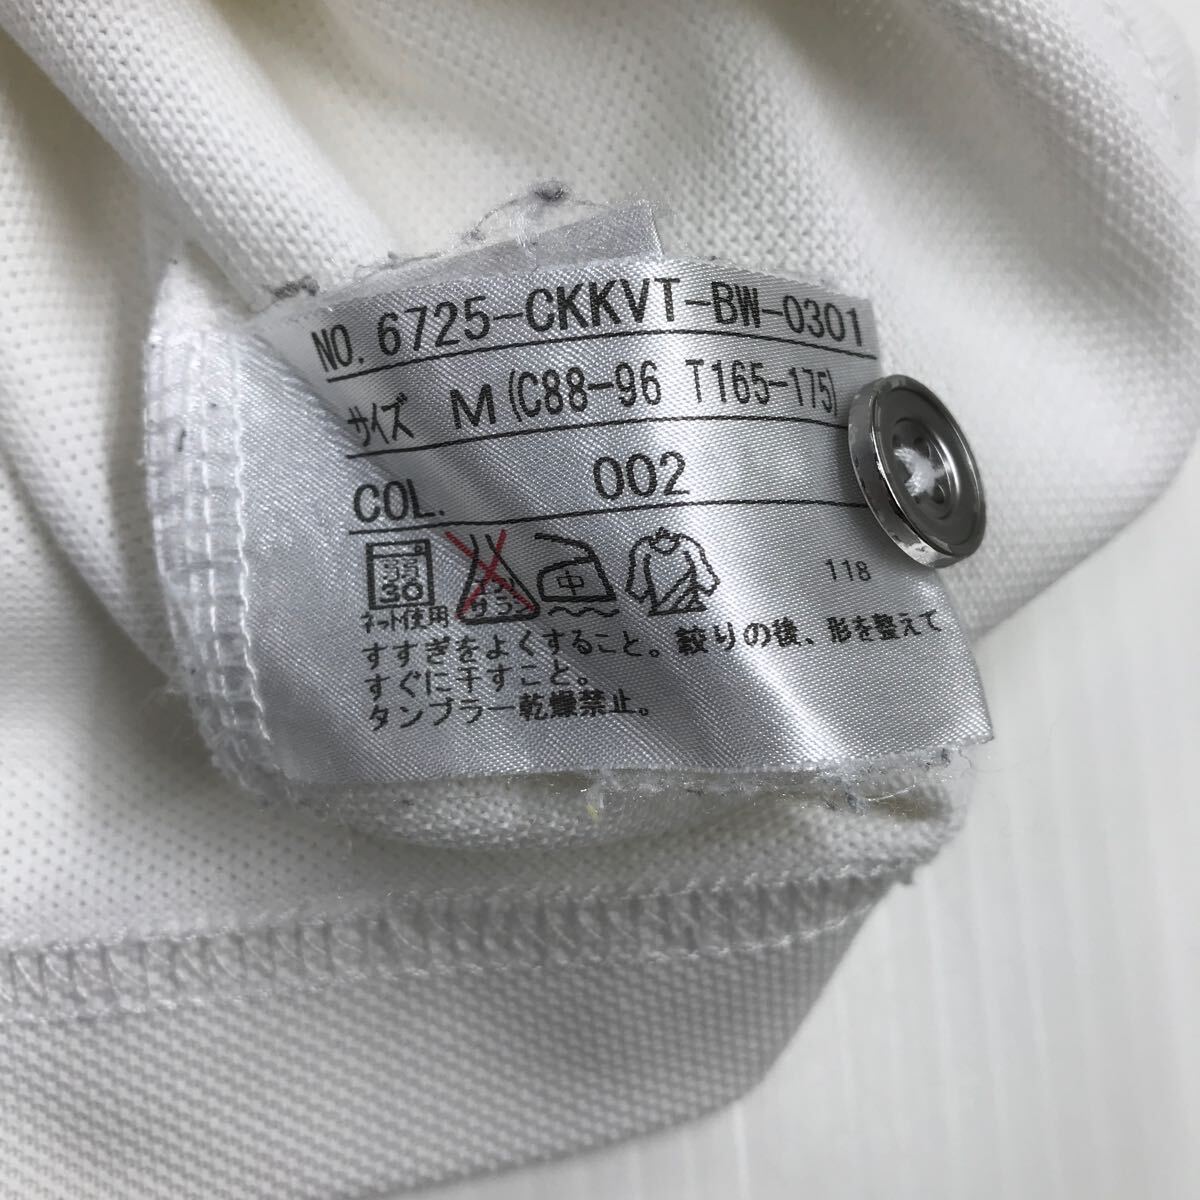 NO. 6725-CKKVT-BW-0301
サイズ M (C88-96 T165-175)
COL. 002
30
中
118
ネット使用
すすぎをよくすること。絞りの後、形を整えて
すぐに干すこと。
タンブラー乾燥禁止。